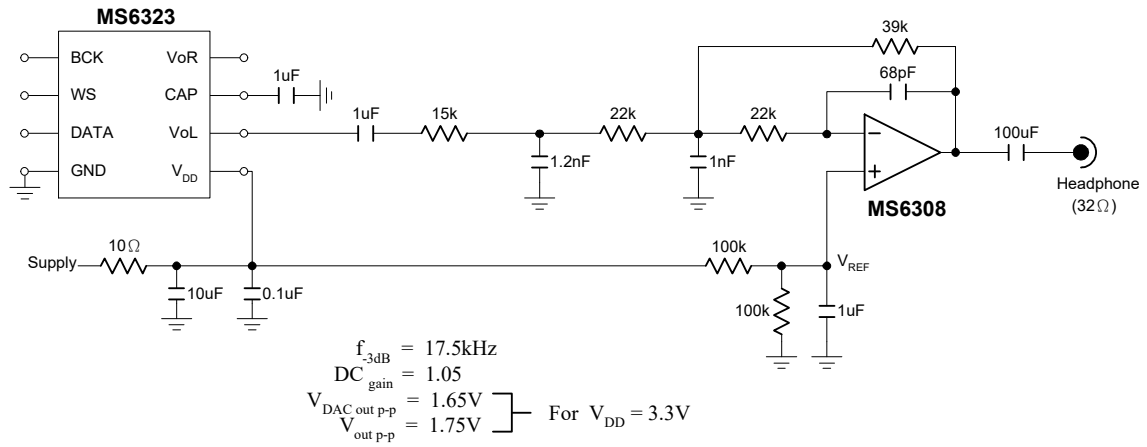 MS6323
39k
BCK
VoR
1uF
68pF
WS
CAP
1uF
15k
22k
22k
DATA
VoL
100uF
1.2nF
1nF
GND
VDD
MS6308
Headphone
(32Ω)
10Ω
100k
Supply
VREF
10uF
0.1uF
100k
1uF
f-3dB = 17.5kHz
DC gain = 1.05
VDAC out p-p = 1.65V
For VDD = 3.3V
Vout p-p = 1.75V